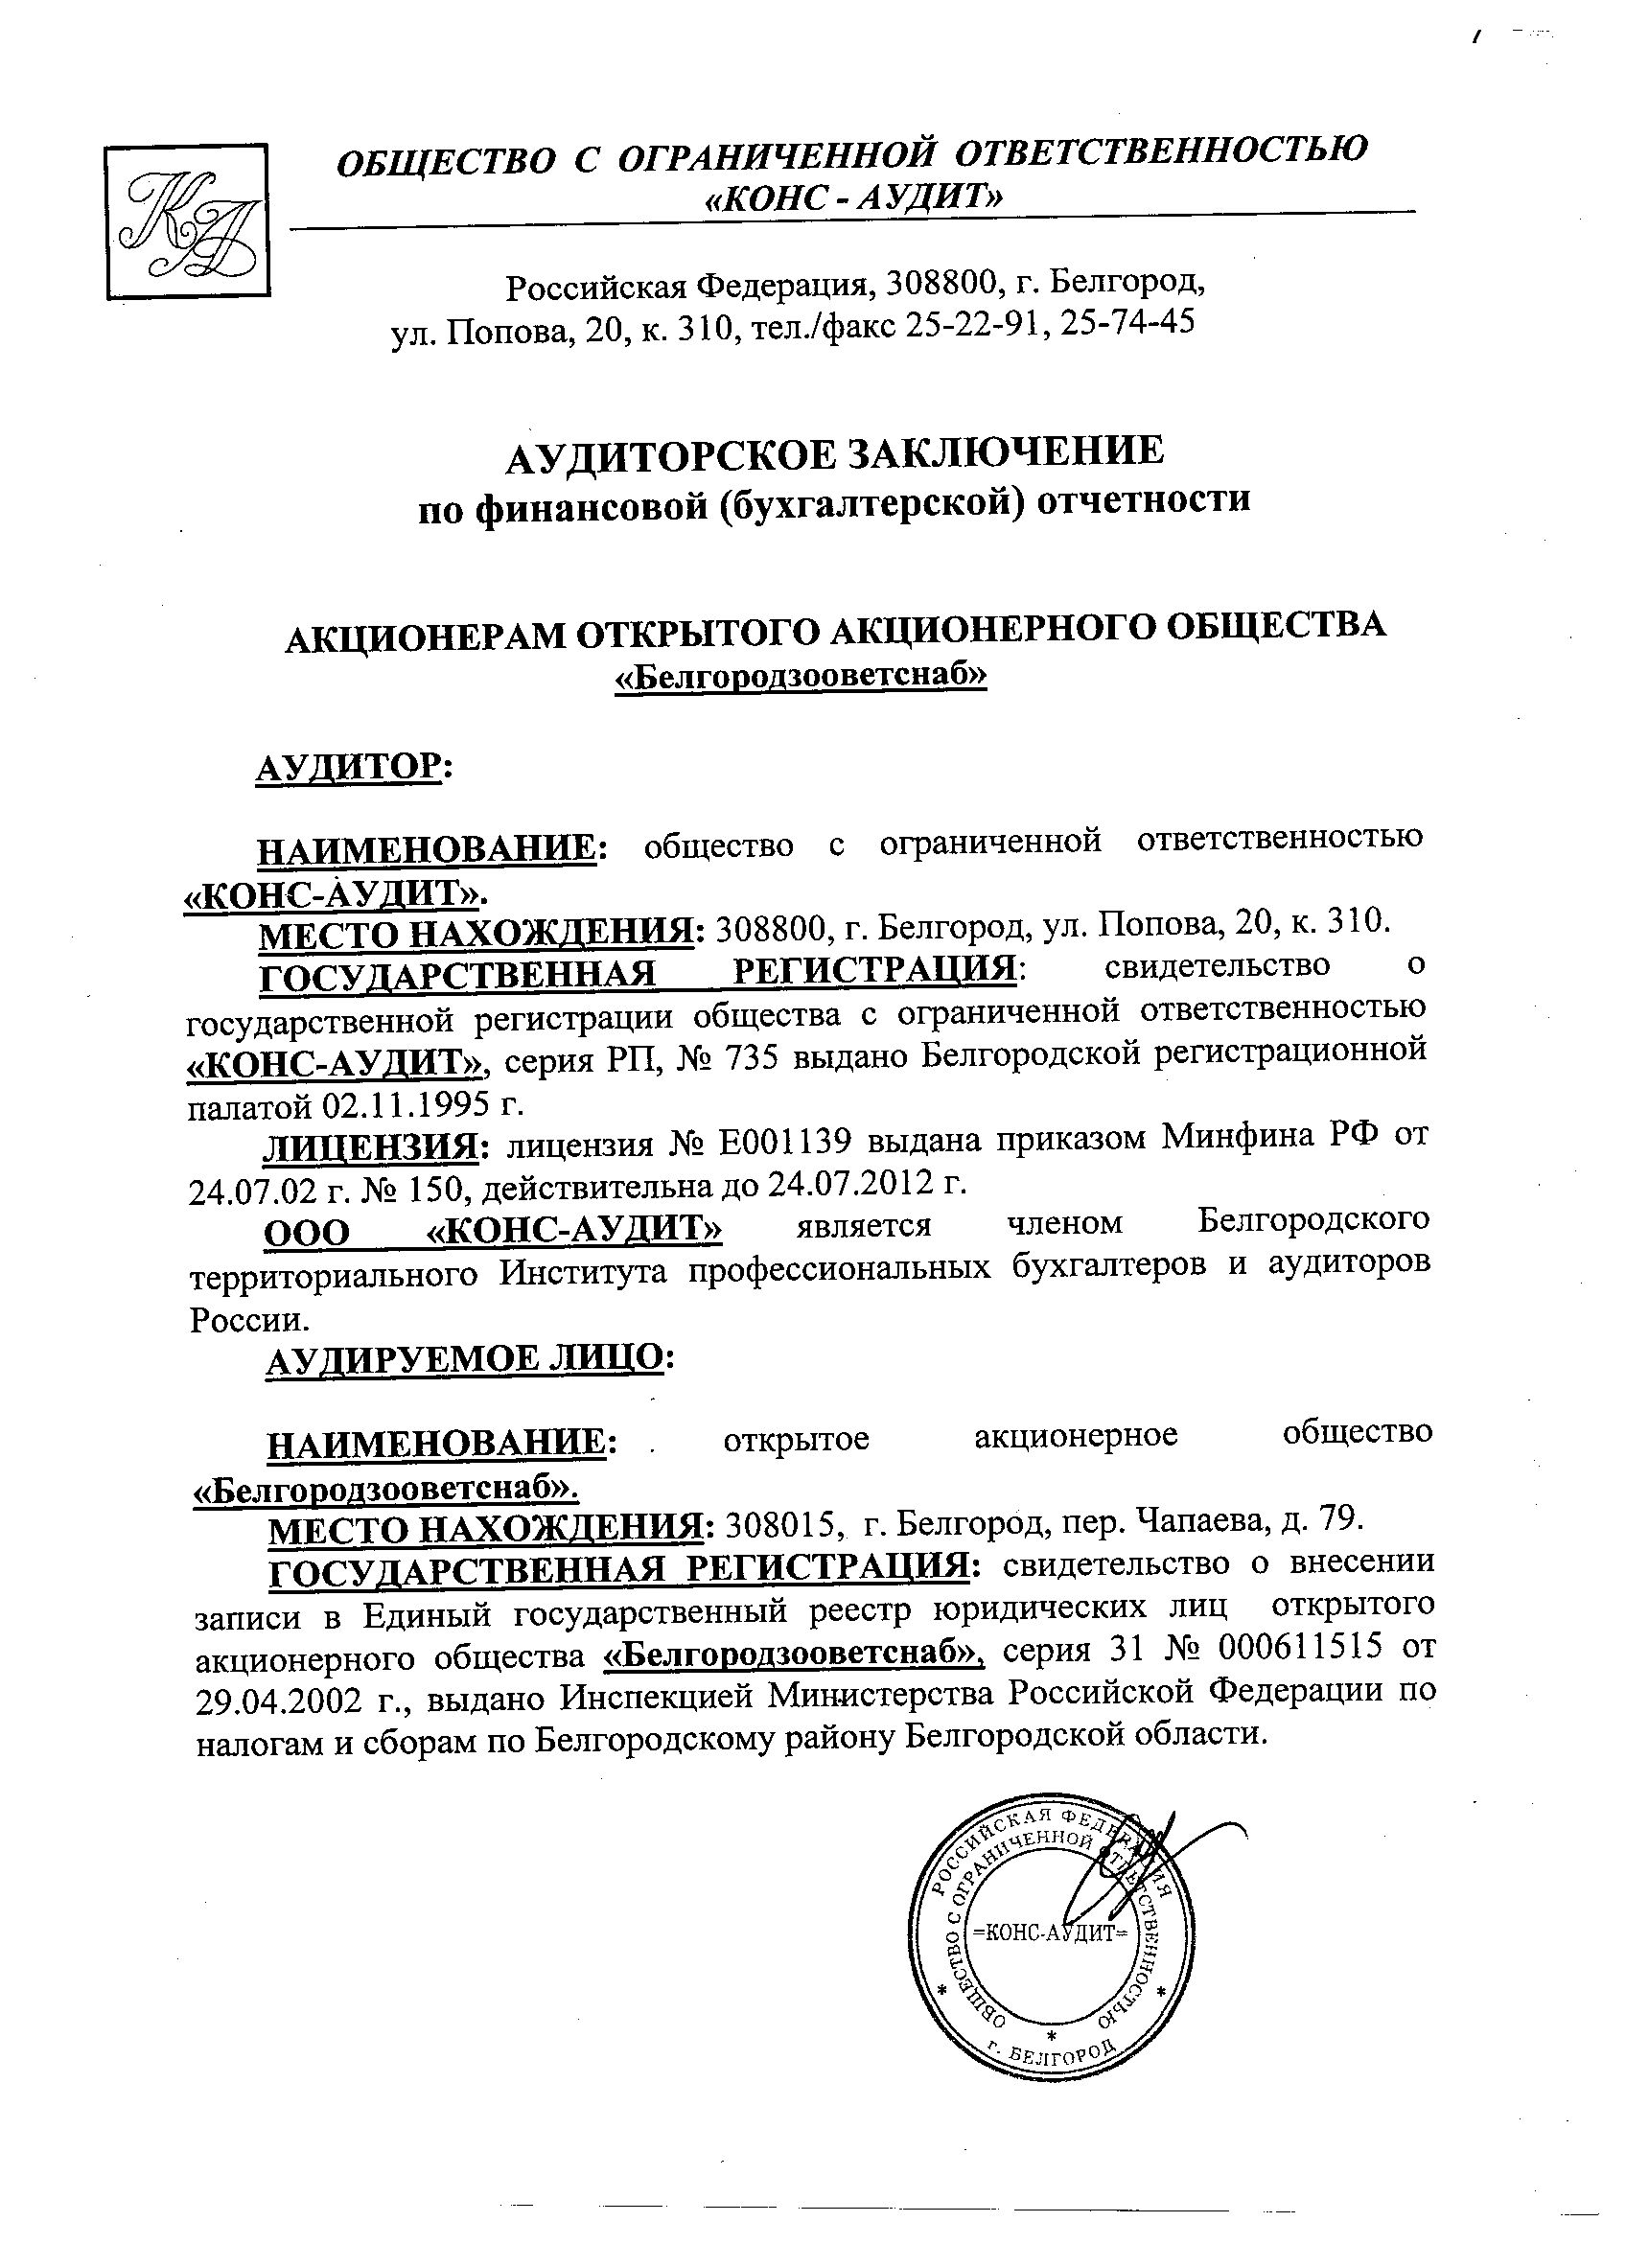 КА
ОБЩЕСТВО С ОГРАНИЧЕННОЙ ОТВЕТСТВЕННОСТЬЮ
«КОНС - АУДИТ»
Российская Федерация, 308800, г. Белгород,
ул. Попова, 20, к. 310, тел./факс 25-22-91, 25-74-45
АУДИТОРСКОЕ ЗАКЛЮЧЕНИЕ
по финансовой (бухгалтерской) отчетности
АКЦИОНЕРАМ ОТКРЫТОГО АКЦИОНЕРНОГО ОБЩЕСТВА
«Белгородзооветснаб»
АУДИТОР:
НАИМЕНОВАНИЕ: общество с ограниченной ответственностью
«КОНС-АУДИТ».
МЕСТО НАХОЖДЕНИЯ: 308800, г. Белгород, ул. Попова, 20, к. 310.
ГОСУДАРСТВЕННАЯ РЕГИСТРАЦИЯ: свидетельство о
государственной регистрации общества с ограниченной ответственностью
«КОНС-АУДИТ», серия РП, № 735 выдано Белгородской регистрационной
палатой 02.11.1995 г.
ЛИЦЕНЗИЯ: лицензия № Е001139 выдана приказом Минфина РФ от
24.07.02 г. № 150, действительна до 24.07.2012 г.
ООО «КОНС-АУДИТ» является членом Белгородского
территориального Института профессиональных бухгалтеров и аудиторов
России.
АУДИРУЕМОЕ ЛИЦО:
НАИМЕНОВАНИЕ: открытое акционерное общество
«Белгородзооветснаб».
МЕСТО НАХОЖДЕНИЯ: 308015, г. Белгород, пер. Чапаева, д. 79.
ГОСУДАРСТВЕННАЯ РЕГИСТРАЦИЯ: свидетельство о внесении
записи в Единый государственный реестр юридических лиц открытого
акционерного общества «Белгородзооветснаб», серия 31 № 000611515 от
29.04.2002 г., выдано Инспекцией Министерства Российской Федерации по
налогам и сборам по Белгородскому району Белгородской области.
РОССИЙСКАЯ ФЕДЕРАЦИЯ
ОБЩЕСТВО С ОГРАНИЧЕННОЙ ОТВЕТСТВЕННОСТЬЮ
=КОНС-АУДИТ=
г. БЕЛГОРОД